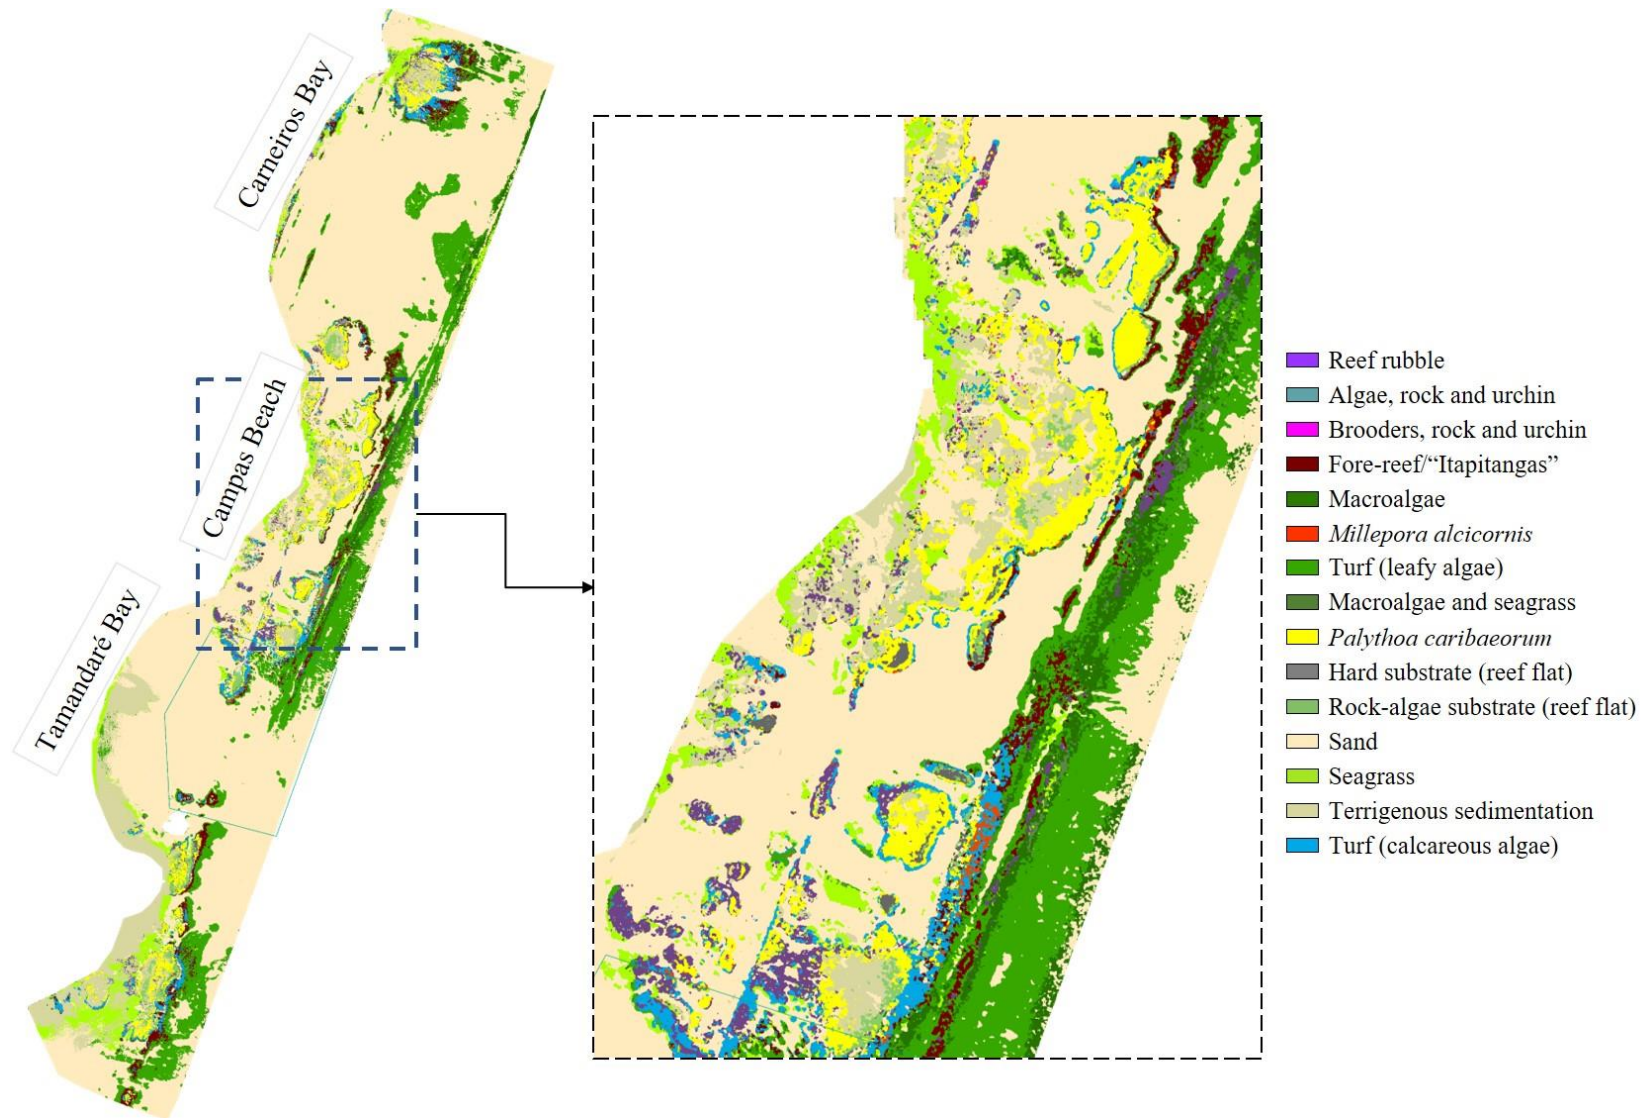 Carneiros Bay
Campas Beach
Tamandaré Bay
Reef rubble
Algae, rock and urchin
Brooders, rock and urchin
Fore-reef/“Itapitangas”
Macroalgae
Millepora alcicornis
Turf (leafy algae)
Macroalgae and seagrass
Palythoa caribaeorum
Hard substrate (reef flat)
Rock-algae substrate (reef flat)
Sand
Seagrass
Terrigenous sedimentation
Turf (calcareous algae)